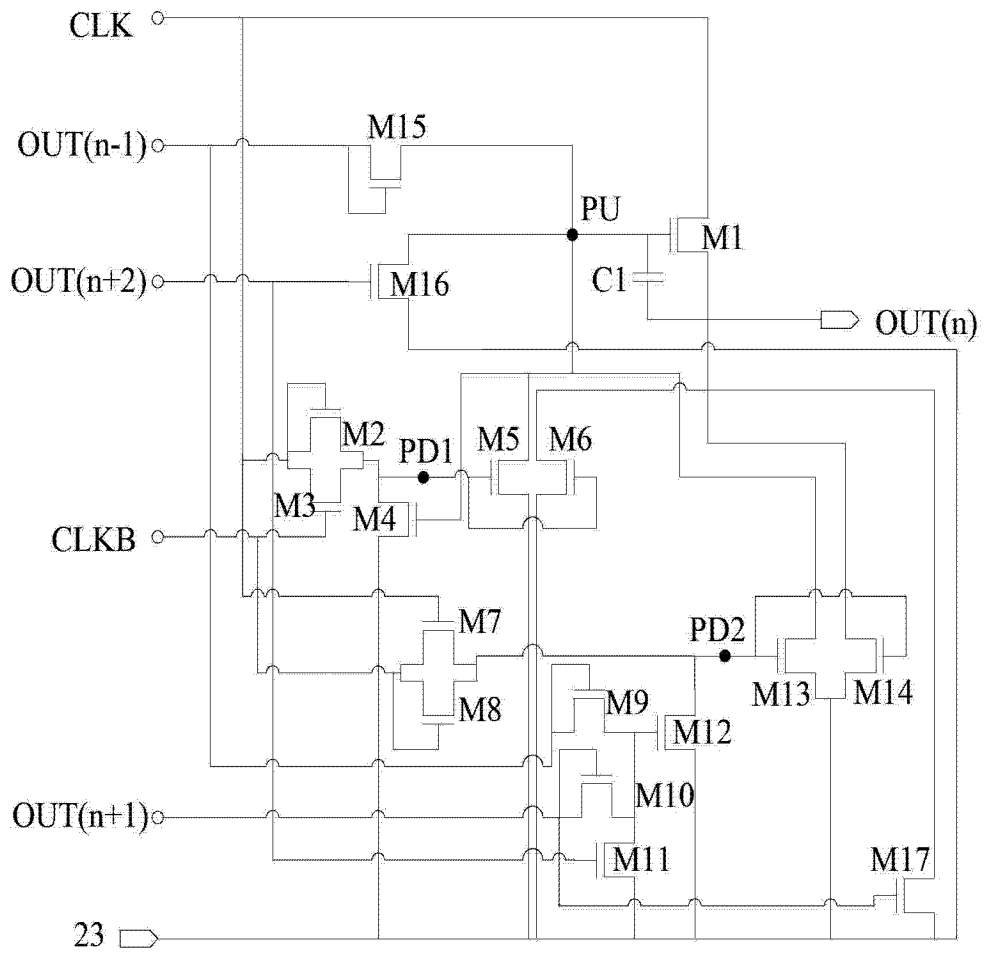 CLK
OUT(n-1)
M15
PU
M1
OUT(n+2)
M16
C1
OUT(n)
M2
PD1
M5
M6
M3
M4
CLKB
M7
PD2
M8
M9
M12
M13
M14
OUT(n+1)
M10
M11
M17
23